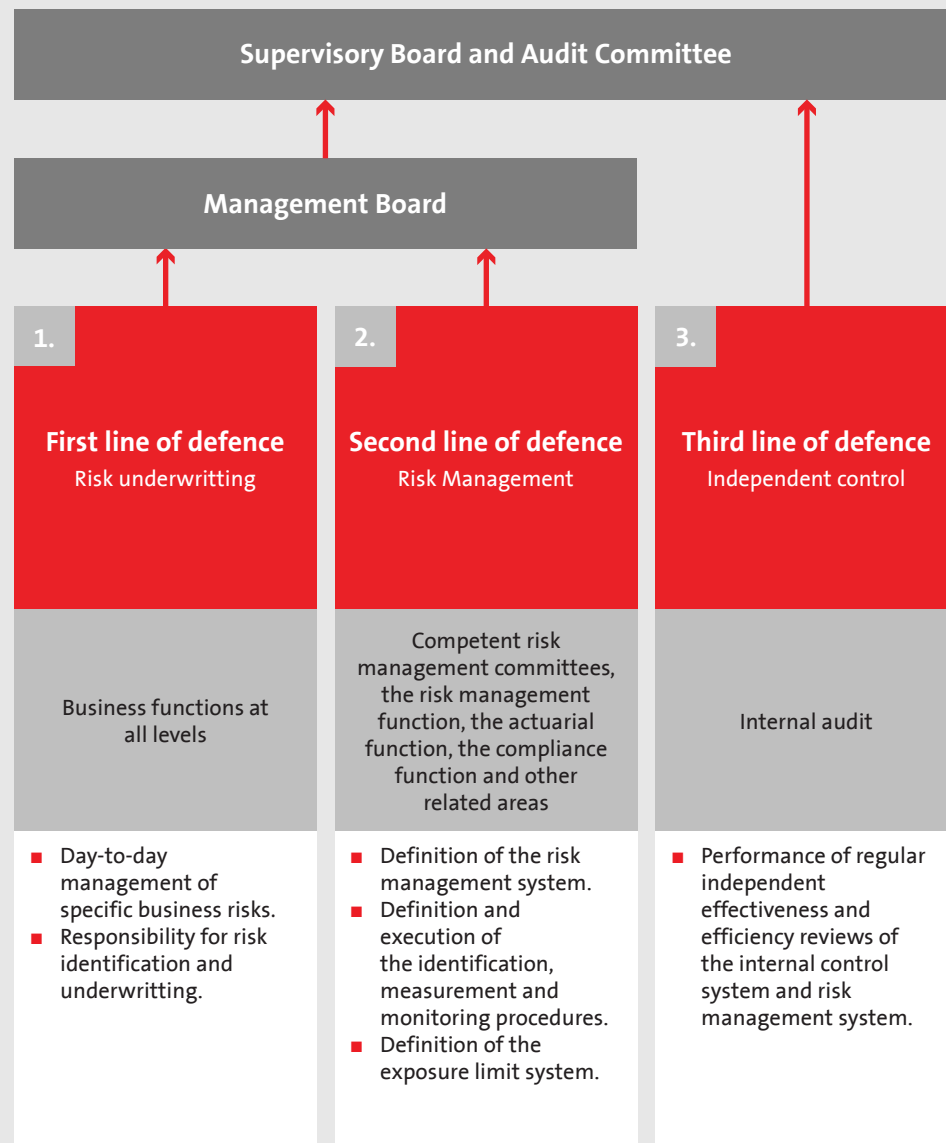 Supervisory Board and Audit Committee
Management Board
1.
First line of defence
Risk underwritting
Business functions at
all levels
■ Day-to-day
management of
specific business risks.
■ Responsibility for risk
identification and
underwritting.
2.
Second line of defence
Risk Management
Competent risk
management committees,
the risk management
function, the actuarial
function, the compliance
function and other
related areas
■ Definition of the risk
management system.
■ Definition and
execution of
the identification,
measurement and
monitoring procedures.
■ Definition of the
exposure limit system.
3.
Third line of defence
Independent control
Internal audit
■ Performance of regular
independent
effectiveness and
efficiency reviews of
the internal control
system and risk
management system.